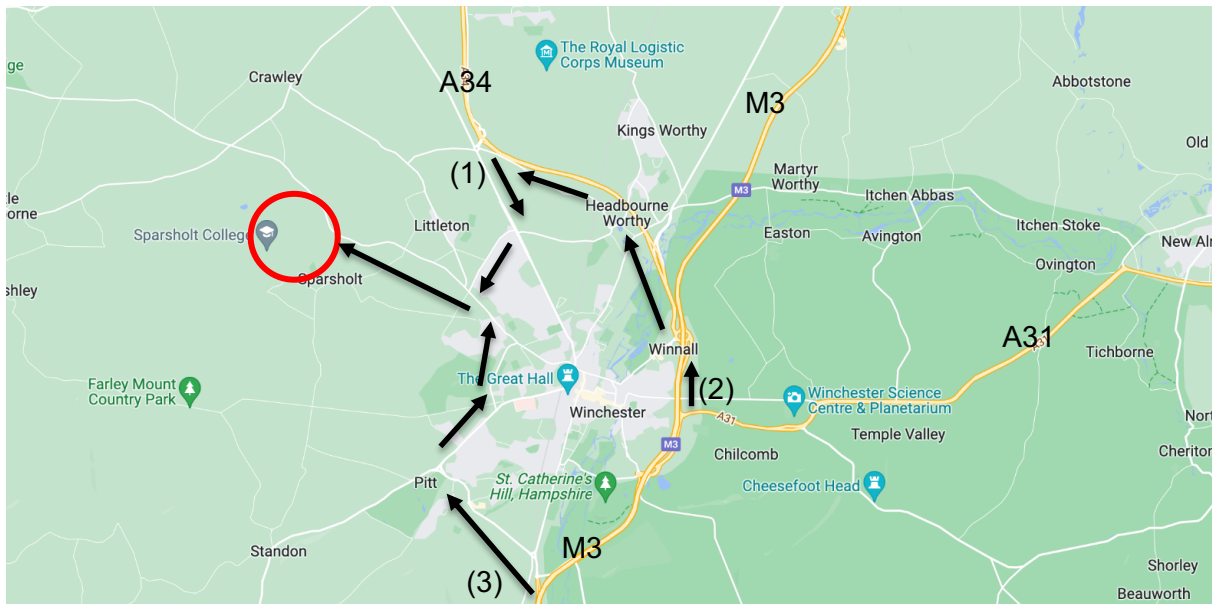 The Royal Logistic
Corps Museum
ge
Crawley
A34
M3
Abbotstone
Kings Worthy
Old
(1)
Martyr
Worthy
M3
Itchen Abbas
tle
orne
Headbourne
Worthy
Littleton
Sparsholt College
Easton
Avington
Itchen Stoke
New Al
Ovington
Sparsholt
shley
A31
A31
Winnall
Tichborne
The Great Hall
Farley Mount
Country Park
(2)
Winchester Science
Centre & Planetarium
Winchester
A31
Nort
Temple Valley
M3
Chilcomb
Cheriton
Pitt
St. Catherine's
Hill, Hampshire
Cheesefoot Head
Standon
M3
(3)
Shorley
Beauworth